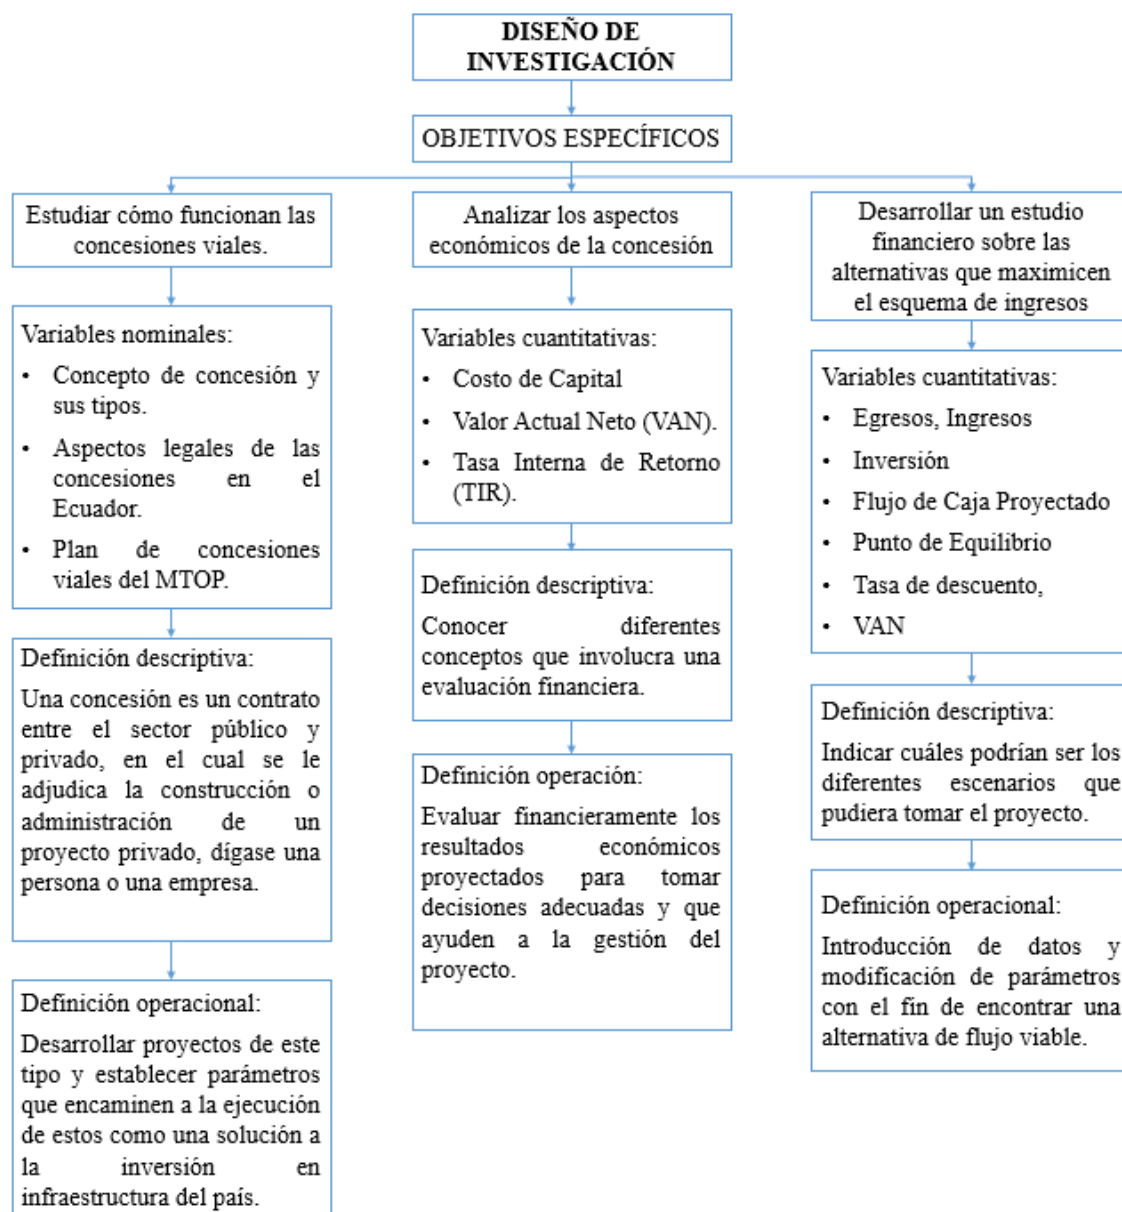 DISEÑO DE
INVESTIGACIÓN
OBJETIVOS ESPECÍFICOS
Estudiar cómo funcionan las
concesiones viales.
Variables nominales:
• Concepto de concesión y
sus tipos.
• Aspectos legales de las
concesiones en el
Ecuador.
• Plan de concesiones
viales del MTOP.
Definición descriptiva:
Una concesión es un contrato
entre el sector público y
privado, en el cual se le
adjudica la construcción o
administración de un
proyecto privado, dígase una
persona o una empresa.
Definición operacional:
Desarrollar proyectos de este
tipo y establecer parámetros
que encaminen a la ejecución
de estos como una solución a
la inversión en
infraestructura del país.
Analizar los aspectos
económicos de la concesión
Variables cuantitativas:
• Costo de Capital
• Valor Actual Neto (VAN).
• Tasa Interna de Retorno
(TIR).
Definición descriptiva:
Conocer diferentes
conceptos que involucra una
evaluación financiera.
Definición operación:
Evaluar financieramente los
resultados económicos
proyectados para tomar
decisiones adecuadas y que
ayuden a la gestión del
proyecto.
Desarrollar un estudio
financiero sobre las
alternativas que maximicen
el esquema de ingresos
Variables cuantitativas:
• Egresos, Ingresos
• Inversión
• Flujo de Caja Proyectado
• Punto de Equilibrio
• Tasa de descuento,
• VAN
Definición descriptiva:
Indicar cuáles podrían ser los
diferentes escenarios que
pudiera tomar el proyecto.
Definición operacional:
Introducción de datos y
modificación de parámetros
con el fin de encontrar una
alternativa de flujo viable.